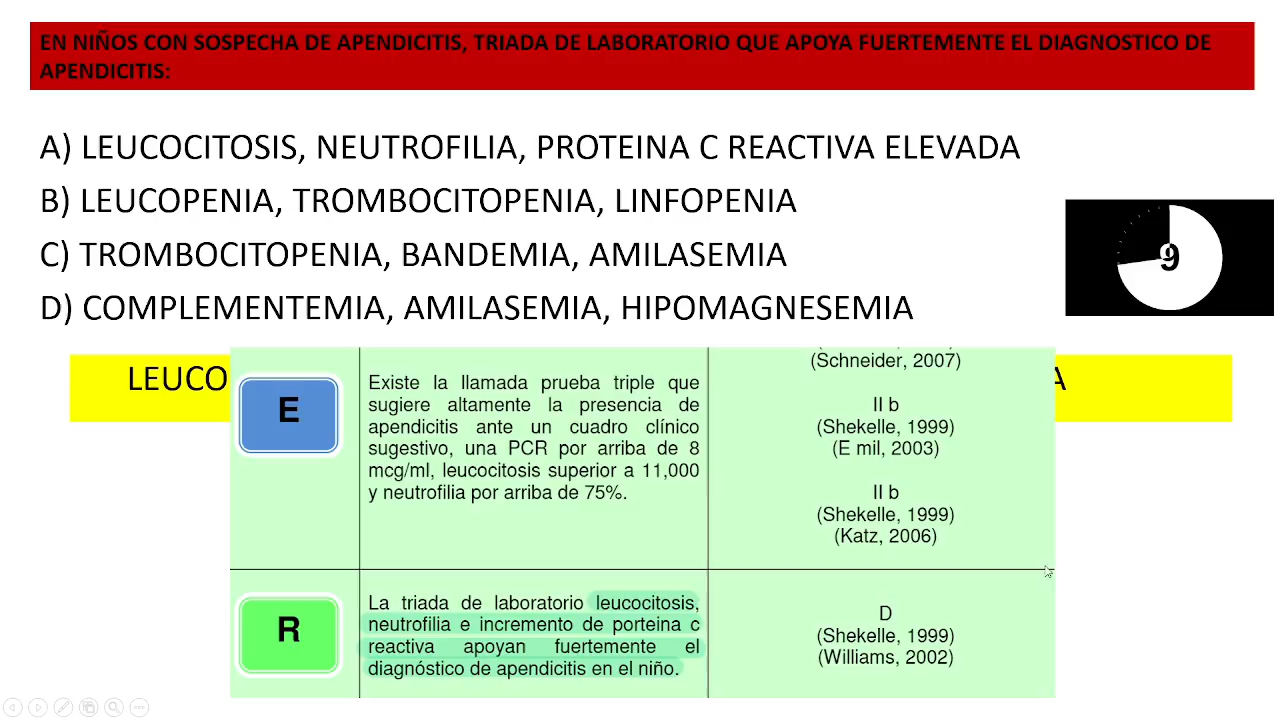 EN NIÑOS CON SOSPECHA DE APENDICITIS, TRIADA DE LABORATORIO QUE APOYA FUERTEMENTE EL DIAGNOSTICO DE
APENDICITIS:
A) LEUCOCITOSIS, NEUTROFILIA, PROTEINA C REACTIVA ELEVADA
B) LEUCOPENIA, TROMBOCITOPENIA, LINFOPENIA
C) TROMBOCITOPENIA, BANDEMIA, AMILASEMIA
D) COMPLEMENTEMIA, AMILASEMIA, HIPOMAGNESEMIA
9
LEUCO
A
E
Existe la llamada prueba triple que
sugiere altamente la presencia de
apendicitis ante un cuadro clínico
sugestivo, una PCR por arriba de 8
mcg/ml, leucocitosis superior a 11,000
y neutrofilia por arriba de 75%.
(Schneider, 2007)
II b
(Shekelle, 1999)
(E mil, 2003)
II b
(Shekelle, 1999)
(Katz, 2006)
R
La triada de laboratorio leucocitosis,
neutrofilia e incremento de porteina c
reactiva apoyan fuertemente el
diagnóstico de apendicitis en el niño.
D
(Shekelle, 1999)
(Williams, 2002)